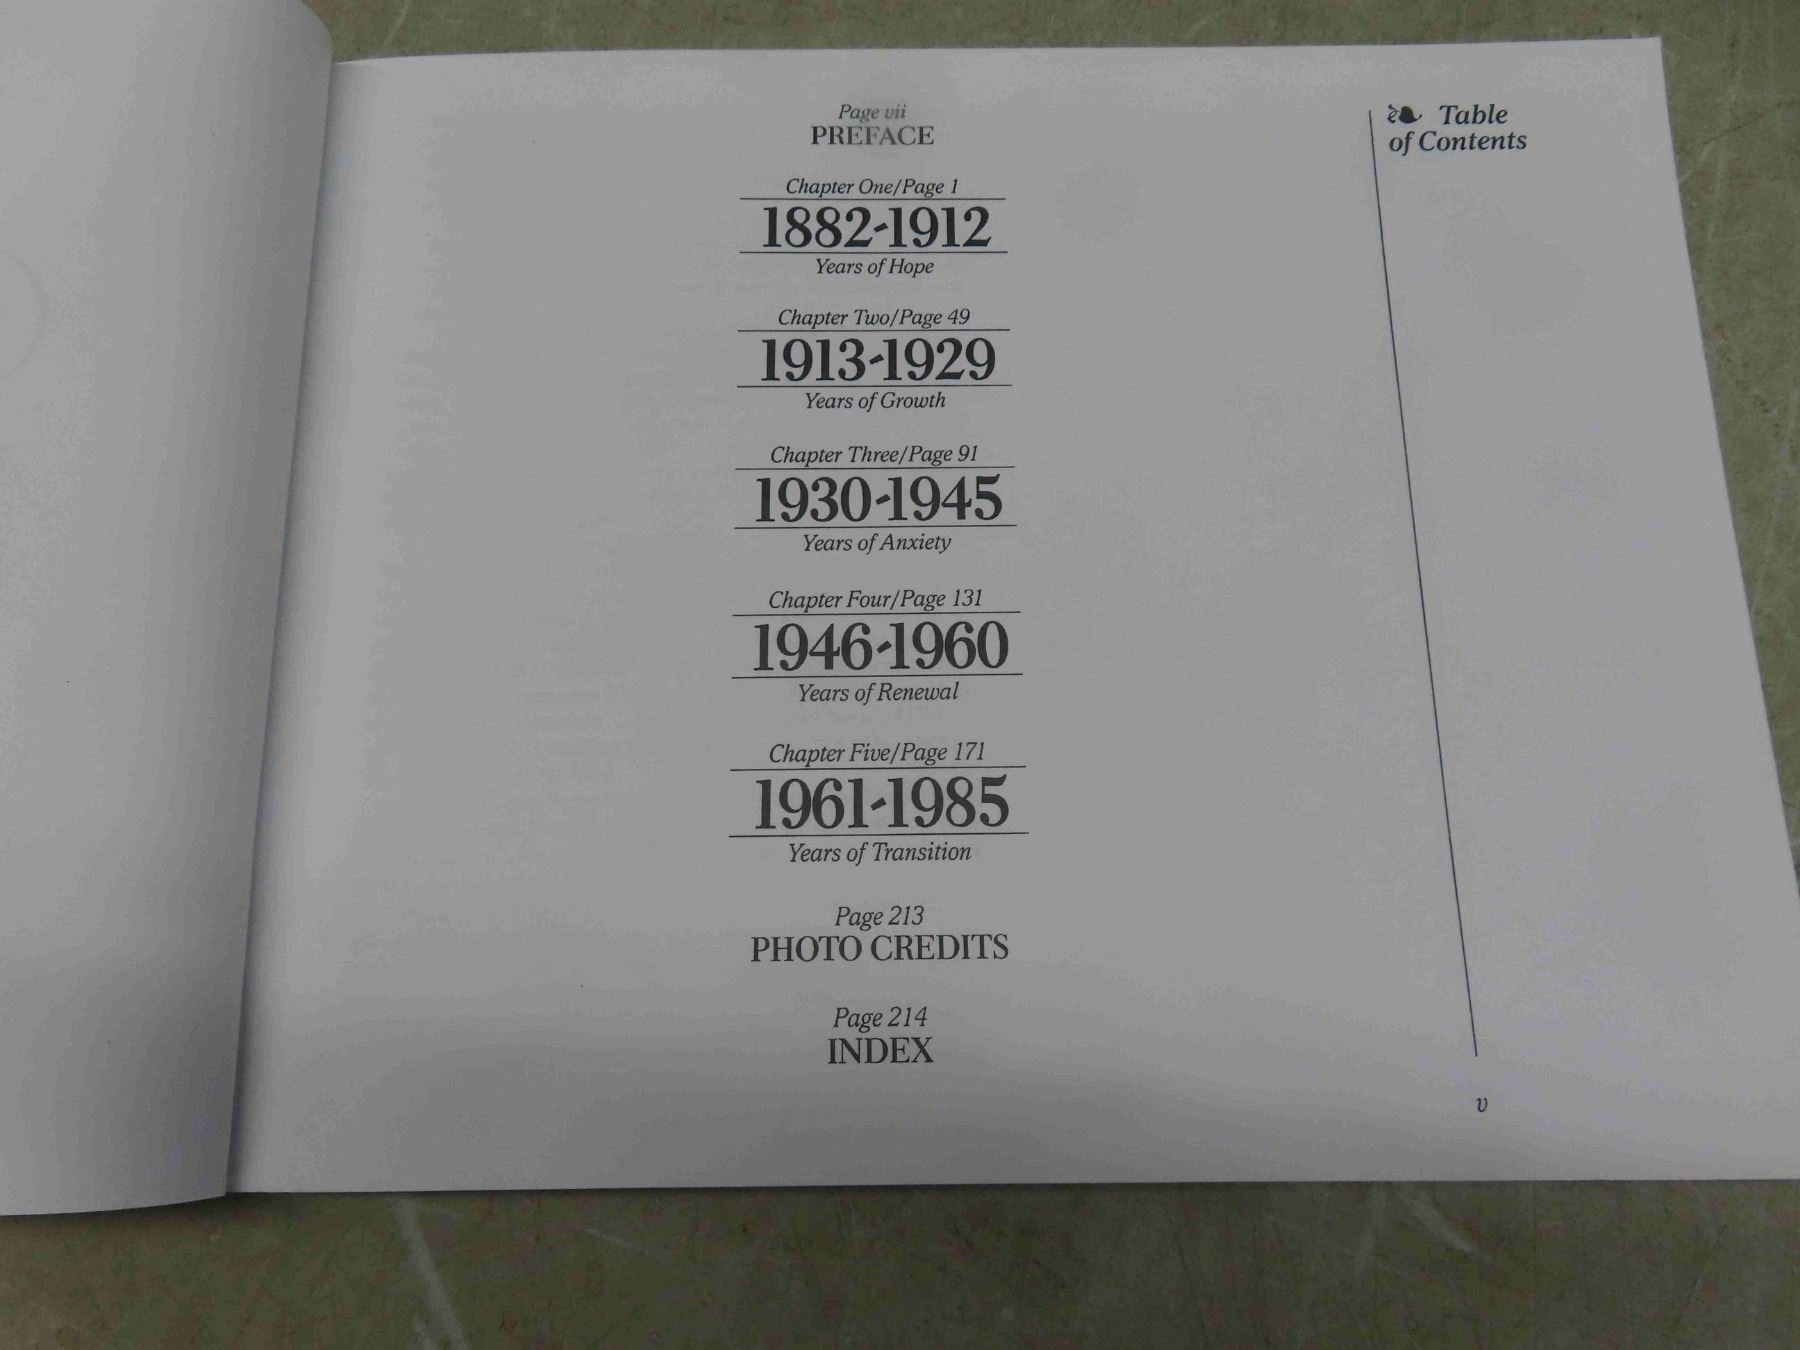 Page vii
PREFACE
Chapter One/Page 1
1882-1912
Years of Hope
Chapter Two/Page 49
1913-1929
Years of Growth
Chapter Three/Page 91
1930-1945
Years of Anxiety
Chapter Four/Page 131
1946-1960
Years of Renewal
Chapter Five/Page 171
1961-1985
Years of Transition
Page 213
PHOTO CREDITS
Page 214
INDEX
Table
of Contents
v